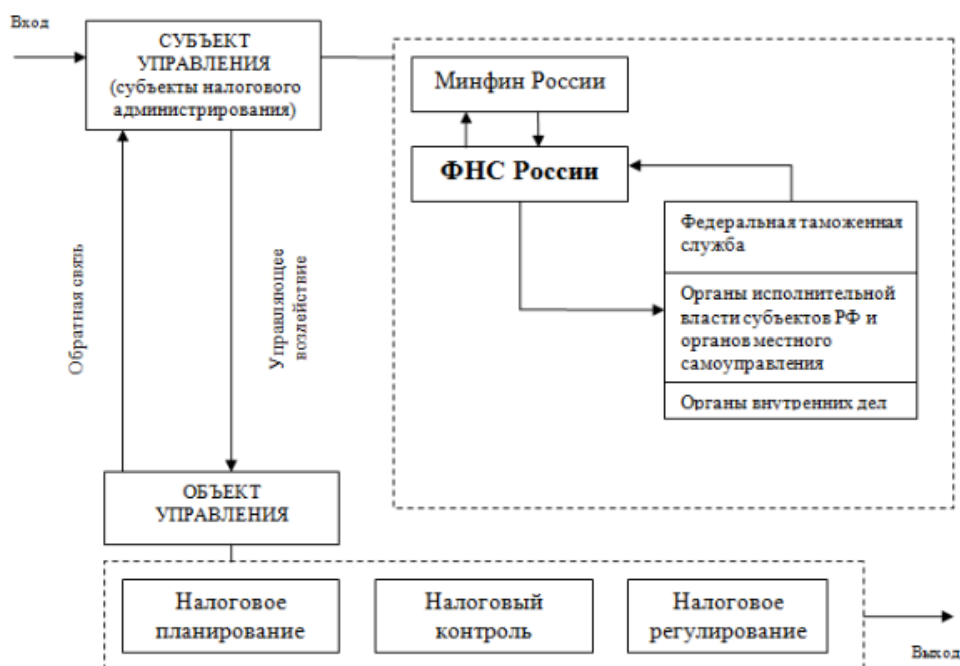 Вход
СУБЪЕКТ
УПРАВЛЕНИЯ
(субъекты налогового
администрирования)
Минфин России
ФНС России
Федеральная таможенная
служба
Органы исполнительной
власти субъектов РФ и
органов местного
самоуправления
Органы внутренних дел
Обратная связь
Управляющее
воздействие
ОБЪЕКТ
УПРАВЛЕНИЯ
Налоговое
планирование
Налоговый
контроль
Налоговое
регулирование
Выход